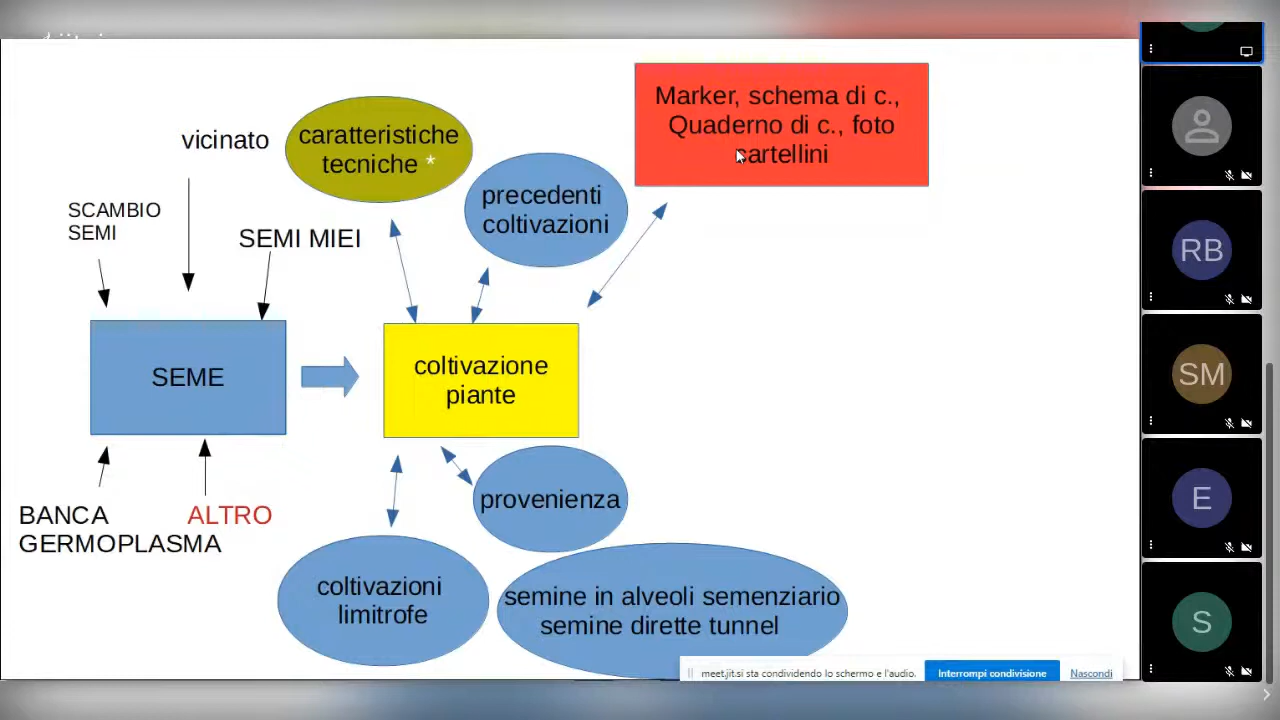 vicinato
caratteristiche
tecniche *
Marker, schema di c.,
Quaderno di c., foto
cartellini
precedenti
coltivazioni
SCAMBIO
SEMI
SEMI MIEI
SEME
coltivazione
piante
BANCA
GERMOPLASMA
ALTRO
provenienza
coltivazioni
limitrofe
semine in alveoli semenziario
semine dirette tunnel
meet.jit.si sta condividendo lo schermo e l'audio.
Interrompi condivisione
Nascondi
RB
SM
E
S